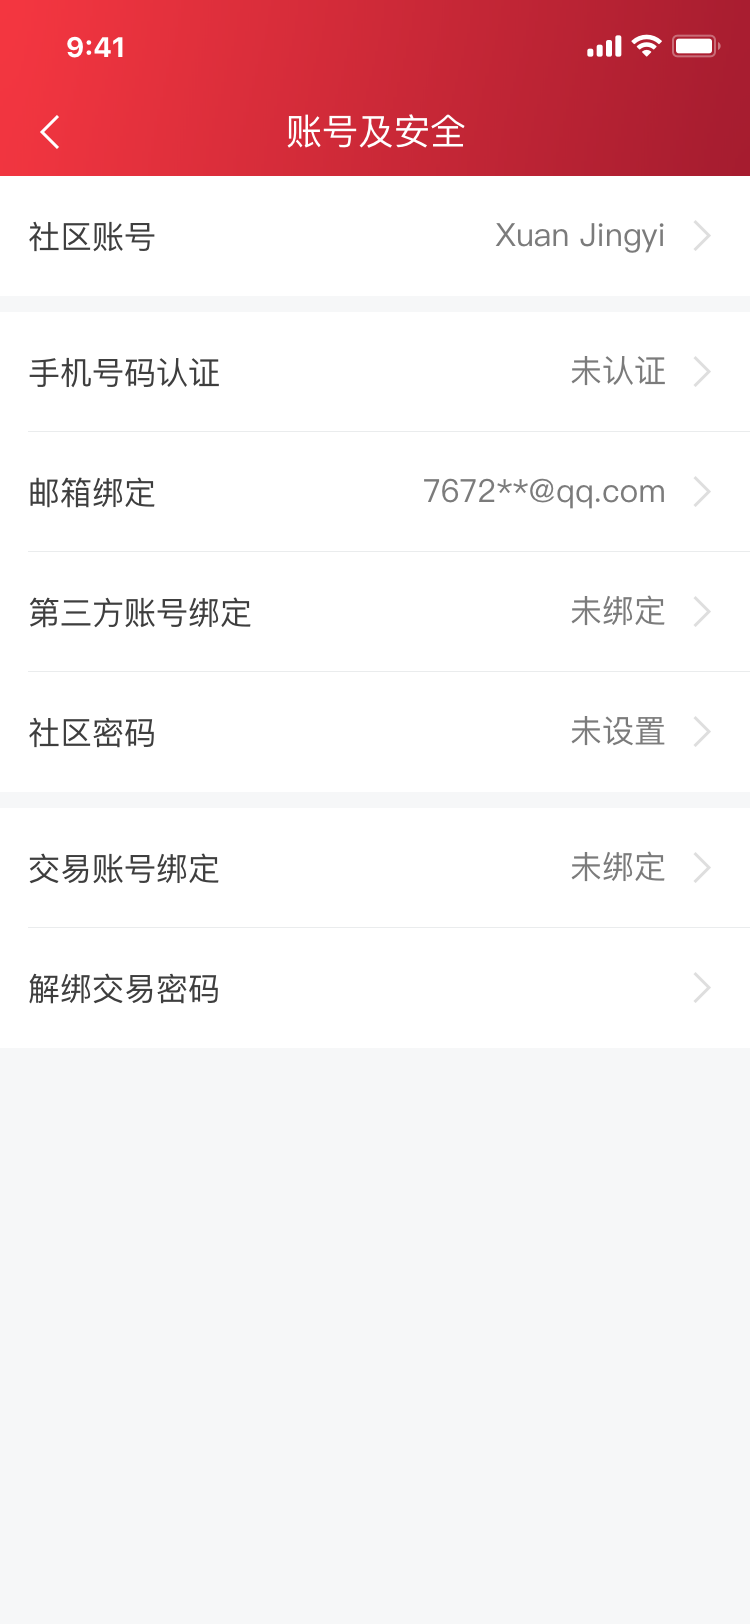 9:41
账号及安全
社区账号 Xuan Jingyi
手机号码认证 未认证
邮箱绑定 7672**@qq.com
第三方账号绑定 未绑定
社区密码 未设置
交易账号绑定 未绑定
解绑交易密码